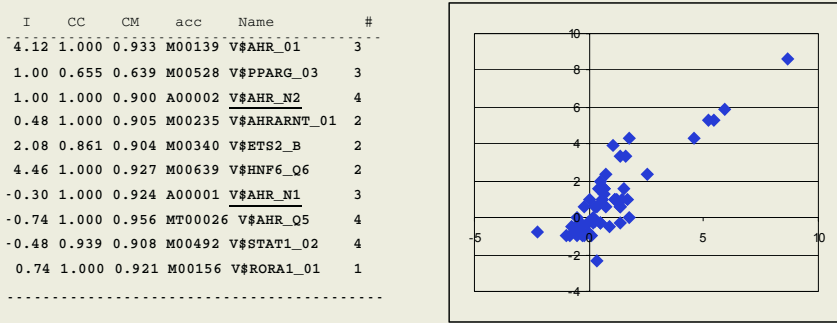 I CC CM acc Name #
---------------------------------------------
4.12 1.000 0.933 M00139 V$AHR_01 3
1.00 0.655 0.639 M00528 V$PPARG_03 3
1.00 1.000 0.900 A00002 V$AHR_N2 4
0.48 1.000 0.905 M00235 V$AHRARNT_01 2
2.08 0.861 0.904 M00340 V$ETS2_B 2
4.46 1.000 0.927 M00639 V$HNF6_Q6 2
-0.30 1.000 0.924 A00001 V$AHR_N1 3
-0.74 1.000 0.956 MT00026 V$AHR_Q5 4
-0.48 0.939 0.908 M00492 V$STAT1_02 4
0.74 1.000 0.921 M00156 V$RORA1_01 1
-----------------------------------------
10
8
6
4
2
0
-5 0 5 10
-2
-4